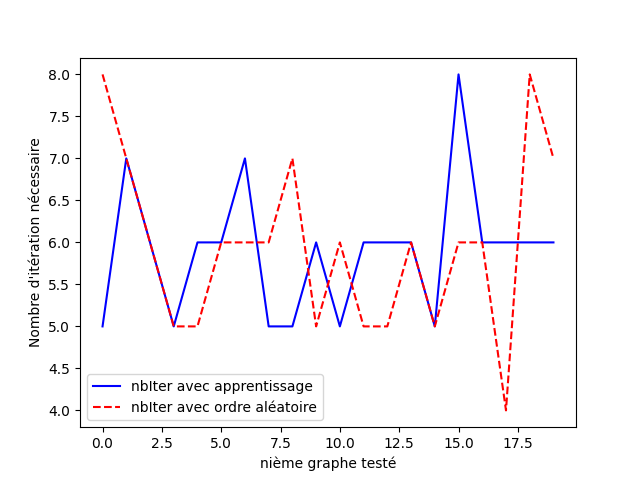 8.0
7.5
7.0
6.5
6.0
5.5
5.0
4.5
4.0
Nombre d'itération nécessaire
nbIter avec apprentissage
nbIter avec ordre aléatoire
0.0 2.5 5.0 7.5 10.0 12.5 15.0 17.5
nième graphe testé